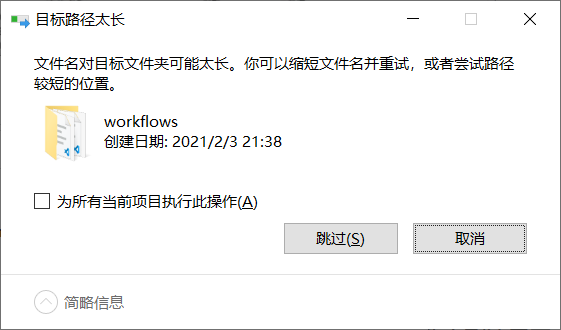 目标路径太长
文件名对目标文件夹可能太长。你可以缩短文件名并重试，或者尝试路径
较短的位置。
workflows
创建日期: 2021/2/3 21:38
为所有当前项目执行此操作(A)
跳过(S)
取消
简略信息